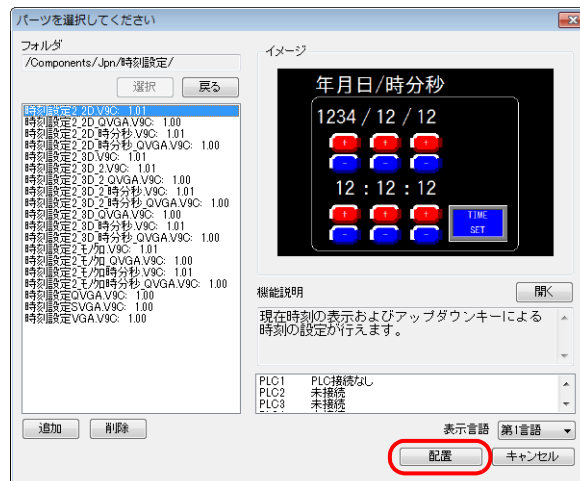 パーツを選択してください
フォルダ
/Components/Jpn/時刻設定/
選択
戻る
時刻設定2_2D.V9C: 1.01
時刻設定2_2D_QVGA.V9C: 1.00
時刻設定2_2D_時分秒.V9C: 1.01
時刻設定2_2D_時分秒_QVGA.V9C: 1.00
時刻設定2_3D.V9C: 1.01
時刻設定2_3D_2.V9C: 1.01
時刻設定2_3D_2_QVGA.V9C: 1.00
時刻設定2_3D_2_時分秒.V9C: 1.01
時刻設定2_3D_2_時分秒_QVGA.V9C: 1.00
時刻設定2_3D_QVGA.V9C: 1.00
時刻設定2_3D_時分秒.V9C: 1.01
時刻設定2_3D_時分秒_QVGA.V9C: 1.00
時刻設定2_モノクロ.V9C: 1.01
時刻設定2_モノクロ_QVGA.V9C: 1.00
時刻設定2_モノクロ時分秒.V9C: 1.01
時刻設定2_モノクロ時分秒_QVGA.V9C: 1.00
時刻設定QVGA.V9C: 1.00
時刻設定SVGA.V9C: 1.00
時刻設定VGA.V9C: 1.00
追加
削除
イメージ
年月日/時分秒
1234 / 12 / 12
+ + +
- - -
12 : 12 : 12
+ + +
- - -
TIME
SET
機能説明
開く
現在時刻の表示およびアップダウンキーによる
時刻の設定が行えます。
PLC1 PLC接続なし
PLC2 未接続
PLC3 未接続
表示言語 第1言語
配置
キャンセル